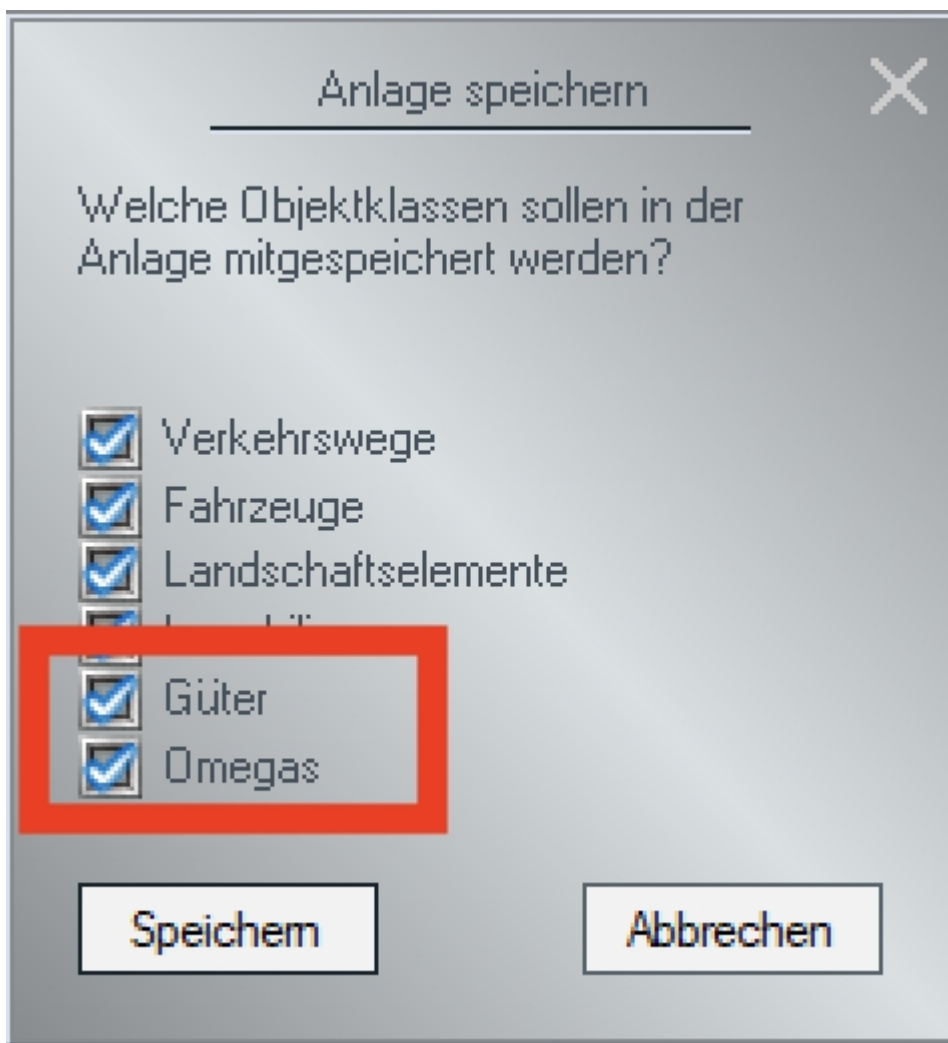 Anlage speichern
Welche Objektklassen sollen in der
Anlage mitgespeichert werden?
Verkehrswege
Fahrzeuge
Landschaftselemente
Güter
Omegas
Speichern
Abbrechen